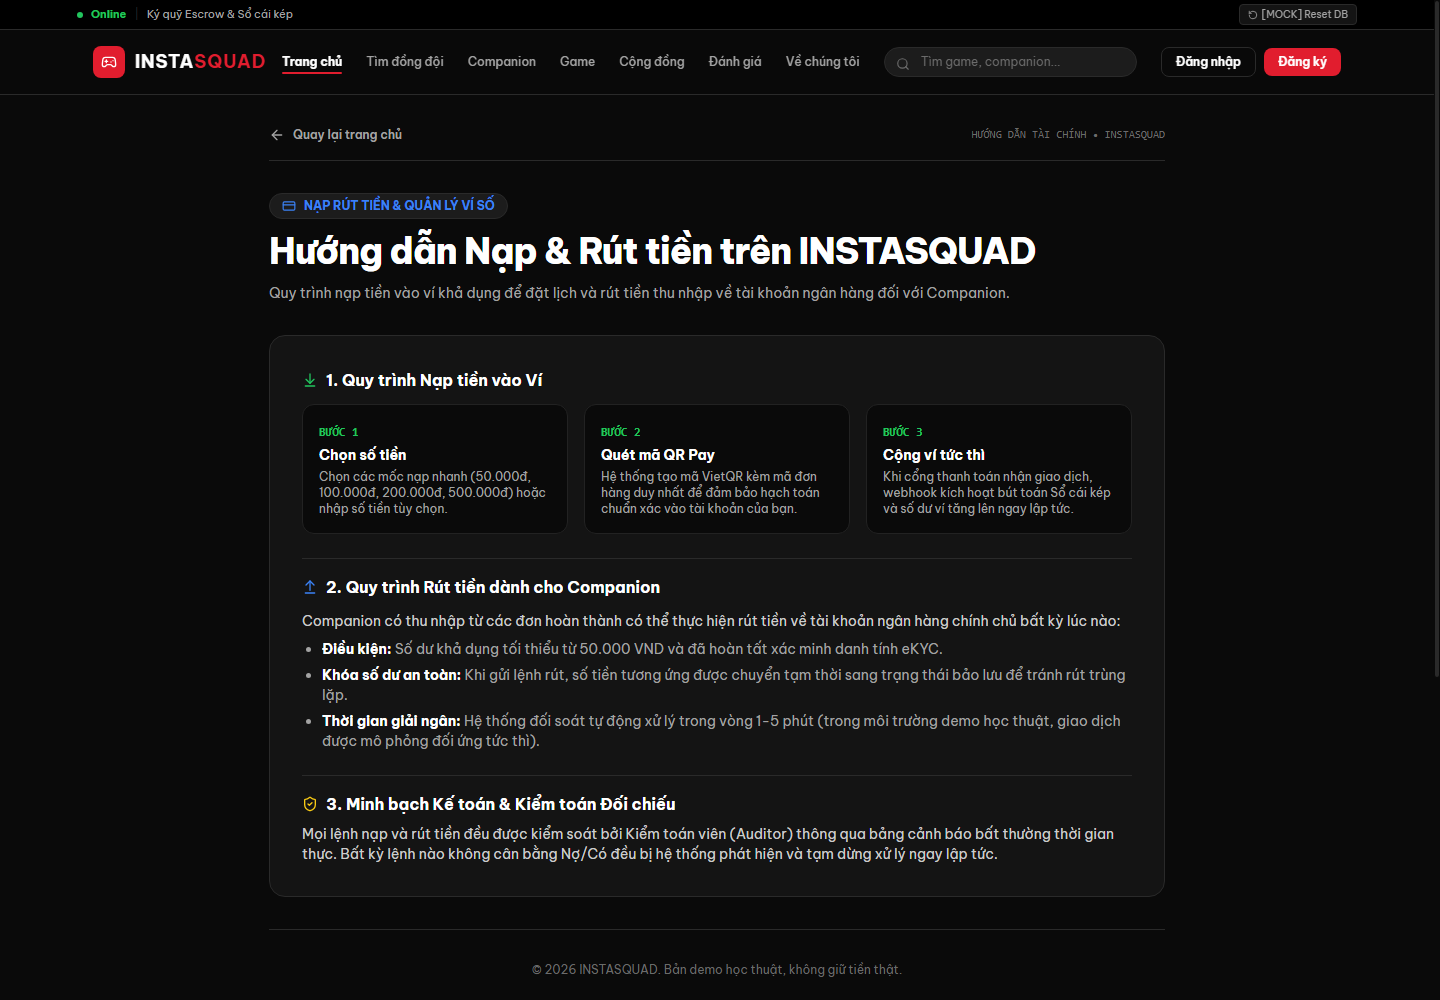 Online
Ký quỹ Escrow & Sổ cái kép
[MOCK] Reset DB
INSTASQUAD
Trang chủ
Tìm đồng đội
Companion
Game
Cộng đồng
Đánh giá
Về chúng tôi
Tìm game, companion...
Đăng nhập
Đăng ký
Quay lại trang chủ
HƯỚNG DẪN TÀI CHÍNH • INSTASQUAD
NẠP RÚT TIỀN & QUẢN LÝ VÍ SỐ
Hướng dẫn Nạp & Rút tiền trên INSTASQUAD
Quy trình nạp tiền vào ví khả dụng để đặt lịch và rút tiền thu nhập về tài khoản ngân hàng đối với Companion.
1. Quy trình Nạp tiền vào Ví
BƯỚC 1
Chọn số tiền
Chọn các mốc nạp nhanh (50.000đ,
100.000đ, 200.000đ, 500.000đ) hoặc
nhập số tiền tùy chọn.
BƯỚC 2
Quét mã QR Pay
Hệ thống tạo mã VietQR kèm mã đơn
hàng duy nhất để đảm bảo hạch toán
chuẩn xác vào tài khoản của bạn.
BƯỚC 3
Cộng ví tức thì
Khi cổng thanh toán nhận giao dịch,
webhook kích hoạt bút toán Sổ cái kép
và số dư ví tăng lên ngay lập tức.
2. Quy trình Rút tiền dành cho Companion
Companion có thu nhập từ các đơn hoàn thành có thể thực hiện rút tiền về tài khoản ngân hàng chính chủ bất kỳ lúc nào:
• Điều kiện: Số dư khả dụng tối thiểu từ 50.000 VND và đã hoàn tất xác minh danh tính eKYC.
• Khóa số dư an toàn: Khi gửi lệnh rút, số tiền tương ứng được chuyển tạm thời sang trạng thái bảo lưu để tránh rút trùng
lặp.
• Thời gian giải ngân: Hệ thống đối soát tự động xử lý trong vòng 1-5 phút (trong môi trường demo học thuật, giao dịch
được mô phỏng đối ứng tức thì).
3. Minh bạch Kế toán & Kiểm toán Đối chiếu
Mọi lệnh nạp và rút tiền đều được kiểm soát bởi Kiểm toán viên (Auditor) thông qua bảng cảnh báo bất thường thời gian
thực. Bất kỳ lệnh nào không cân bằng Nợ/Có đều bị hệ thống phát hiện và tạm dừng xử lý ngay lập tức.
© 2026 INSTASQUAD. Bản demo học thuật, không giữ tiền thật.